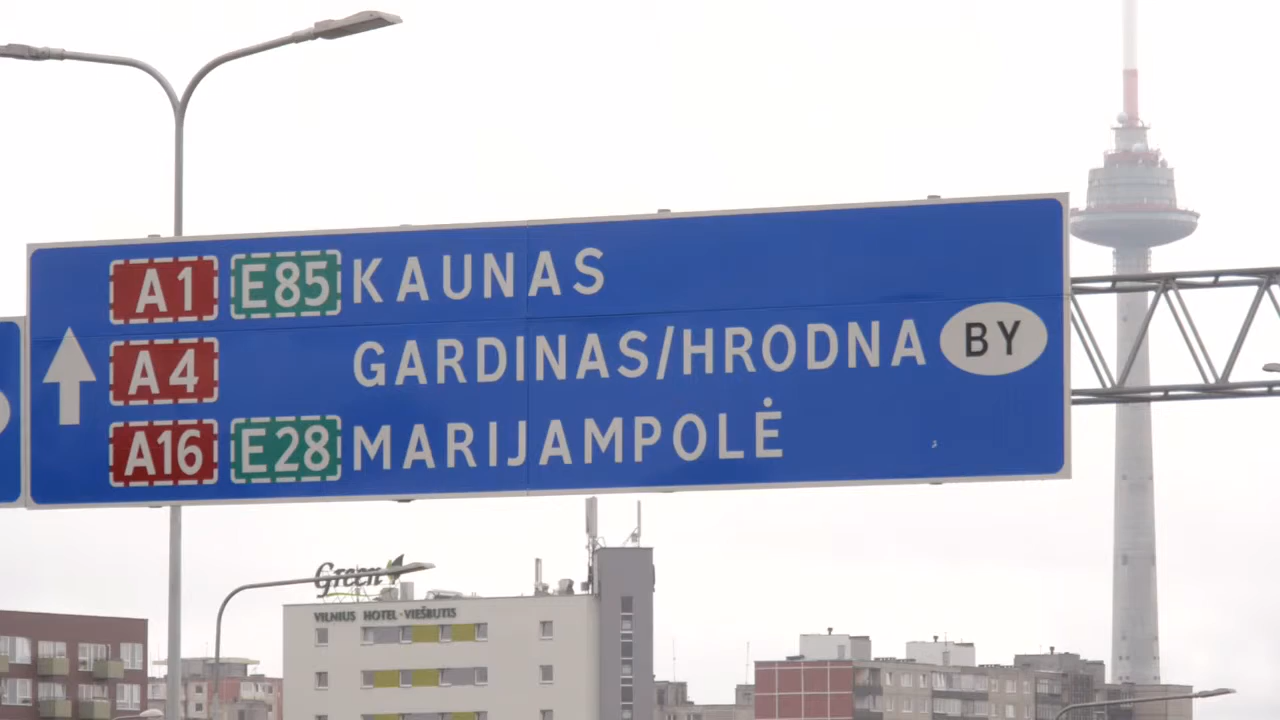 A1 E85 KAUNAS
A4 GARDINAS/HRODNA BY
A16 E28 MARIJAMPOLĖ
Green
VILNIUS HOTEL-VIEŠBUTIS